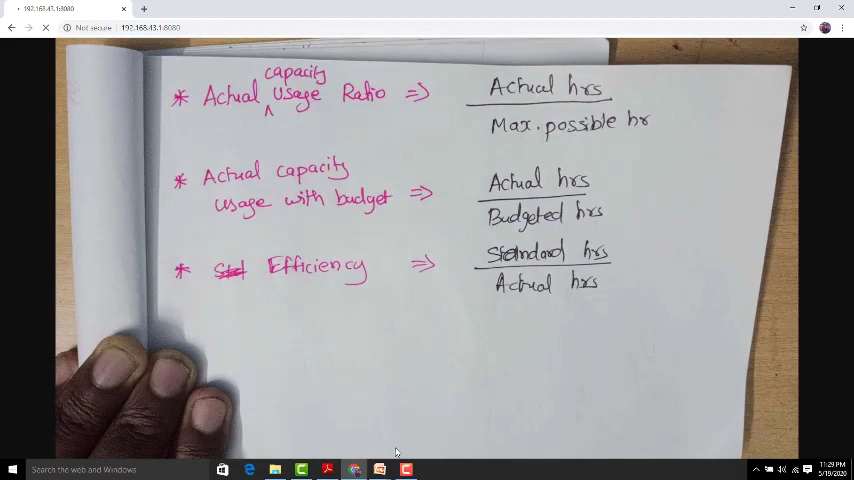 192.168.43.1:8080
Not secure | 192.168.43.1:8080
* Actual capacity Usage Ratio ⇒ Actual hrs
Max. possible hr
* Actual capacity
usage with budget ⇒ Actual hrs
Budgeted hrs
* Efficiency ⇒ Standard hrs
Actual hrs
Search the web and Windows
11:29 PM
5/19/2020